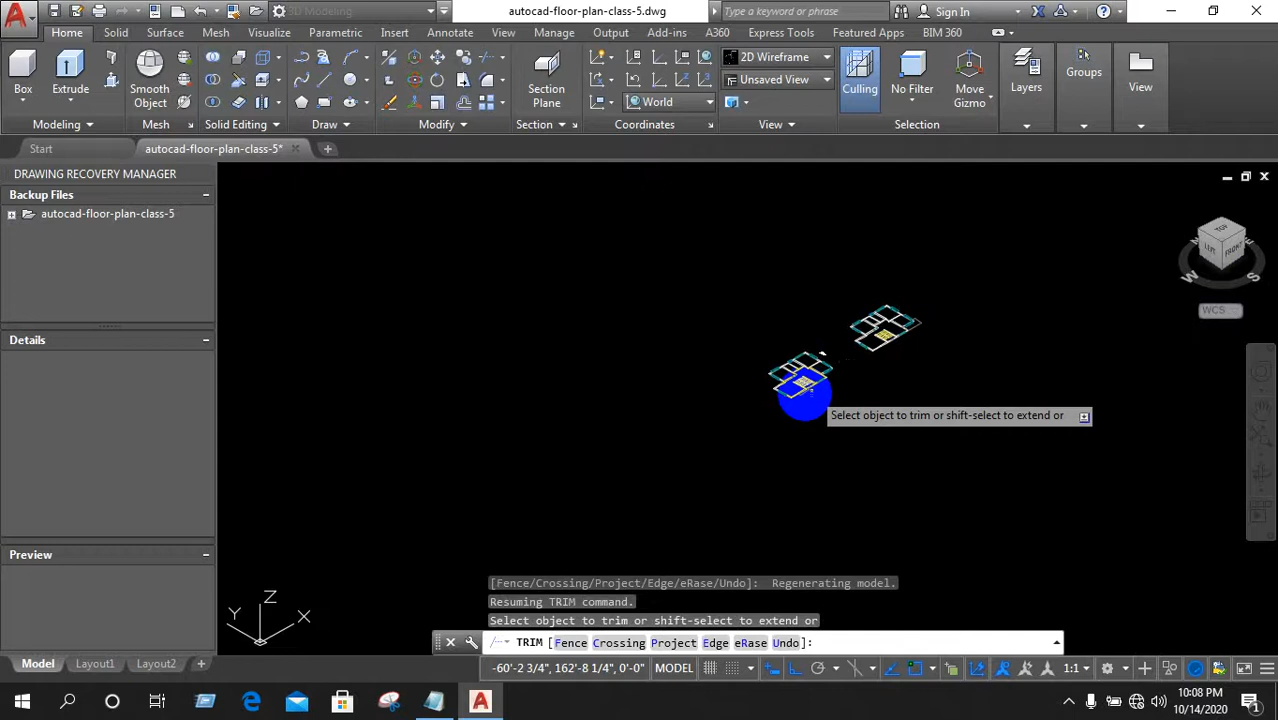 3D Modeling
autocad-floor-plan-class-5.dwg
Type a keyword or phrase
Sign In
Home Solid Surface Mesh Visualize Parametric Insert Annotate View Manage Output Add-ins A360 Express Tools Featured Apps BIM 360
Box
Extrude
Smooth
Object
Section
Plane
2D Wireframe
Unsaved View
World
Culling
No Filter
Move
Gizmo
Layers
Groups
View
Modeling Mesh Solid Editing Draw Modify Section Coordinates View Selection
Start
autocad-floor-plan-class-5*
DRAWING RECOVERY MANAGER
Backup Files
autocad-floor-plan-class-5
Details
Preview
TOP
LEFT
FRONT
W
S
WCS
Select object to trim or shift-select to extend or
Z
Y
X
[Fence/Crossing/Project/Edge/eRase/Undo]: Regenerating model.
Resuming TRIM command.
Select object to trim or shift-select to extend or
TRIM [Fence Crossing Project Edge eRase Undo]:
Model Layout1 Layout2
-60'-2 3/4", 162'-8 1/4", 0'-0" MODEL 1:1
10:08 PM
10/14/2020